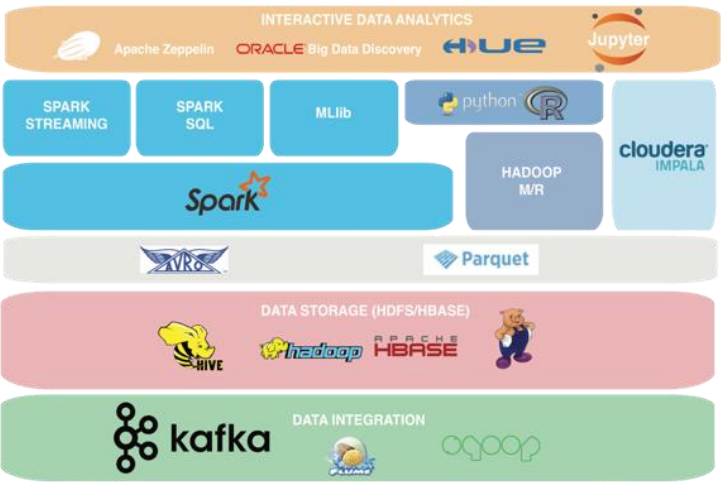 INTERACTIVE DATA ANALYTICS
Apache Zeppelin
ORACLE Big Data Discovery
HUE
Jupyter
SPARK
STREAMING
SPARK
SQL
MLlib
python
R
cloudera
IMPALA
Spark
HADOOP
M/R
AVRO
Parquet
DATA STORAGE (HDFS/HBASE)
HIVE
hadoop
APACHE
HBASE
DATA INTEGRATION
kafka
FLUME
sqoop